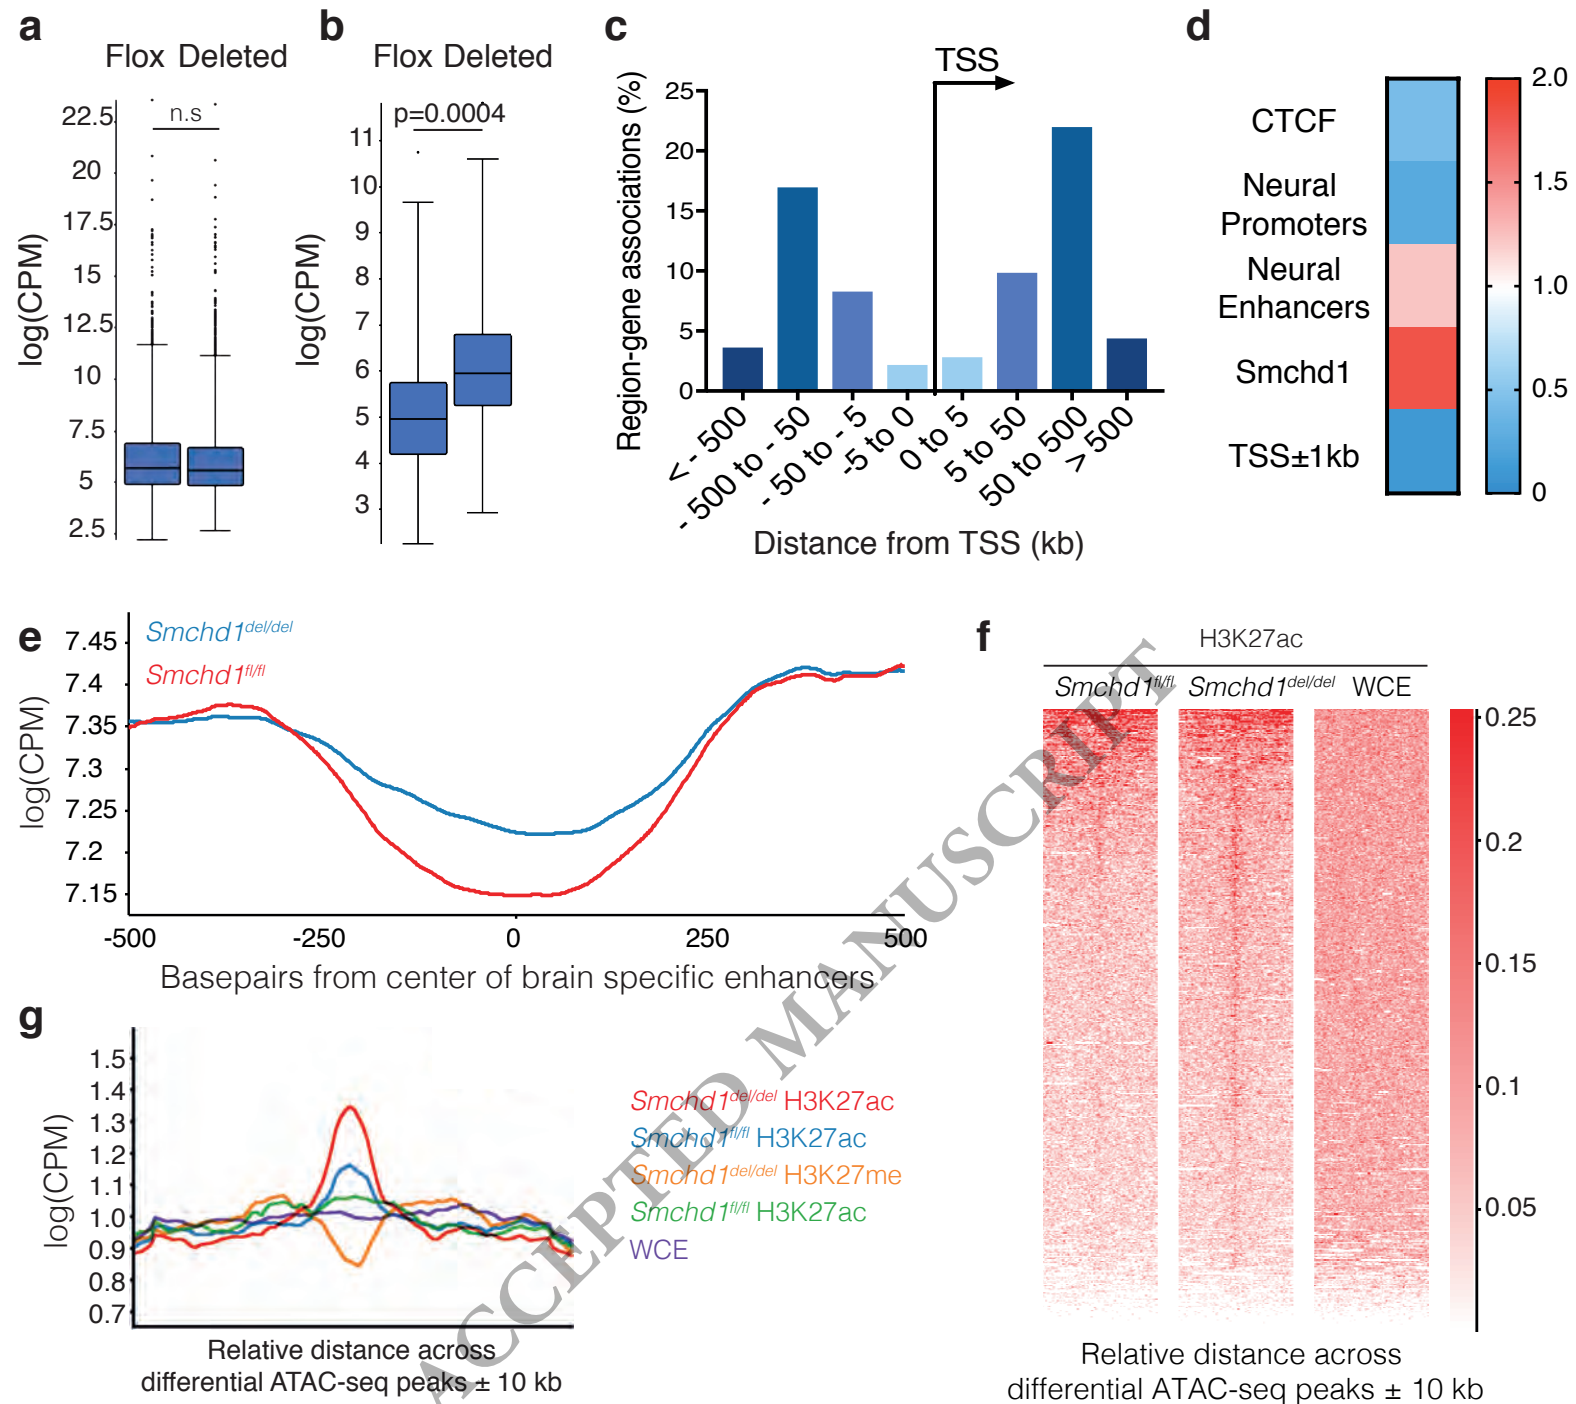 a
Flox Deleted
n.s
22.5
20
17.5
15
12.5
10
7.5
5
2.5
log(CPM)
b
Flox Deleted
p=0.0004
11
10
9
8
7
6
5
4
3
log(CPM)
c
TSS
25
20
15
10
5
0
Region-gene associations (%)
< - 500
- 500 to - 50
- 50 to - 5
-5 to 0
0 to 5
5 to 50
50 to 500
> 500
Distance from TSS (kb)
d
CTCF
Neural
Promoters
Neural
Enhancers
Smchd1
TSS±1kb
2.0
1.5
1.0
0.5
0
e
Smchd1del/del
Smchd1fl/fl
7.45
7.4
7.35
7.3
7.25
7.2
7.15
log(CPM)
-500 -250 0 250 500
Basepairs from center of brain specific enhancers
f
H3K27ac
Smchd1fl/fl Smchd1del/del WCE
0.25
0.2
0.15
0.1
0.05
Relative distance across
differential ATAC-seq peaks ± 10 kb
g
1.5
1.4
1.3
1.2
1.1
1.0
0.9
0.8
0.7
log(CPM)
Smchd1del/del H3K27ac
Smchd1fl/fl H3K27ac
Smchd1del/del H3K27me
Smchd1fl/fl H3K27ac
WCE
Relative distance across
differential ATAC-seq peaks ± 10 kb
ACCEPTED MANUSCRIPT